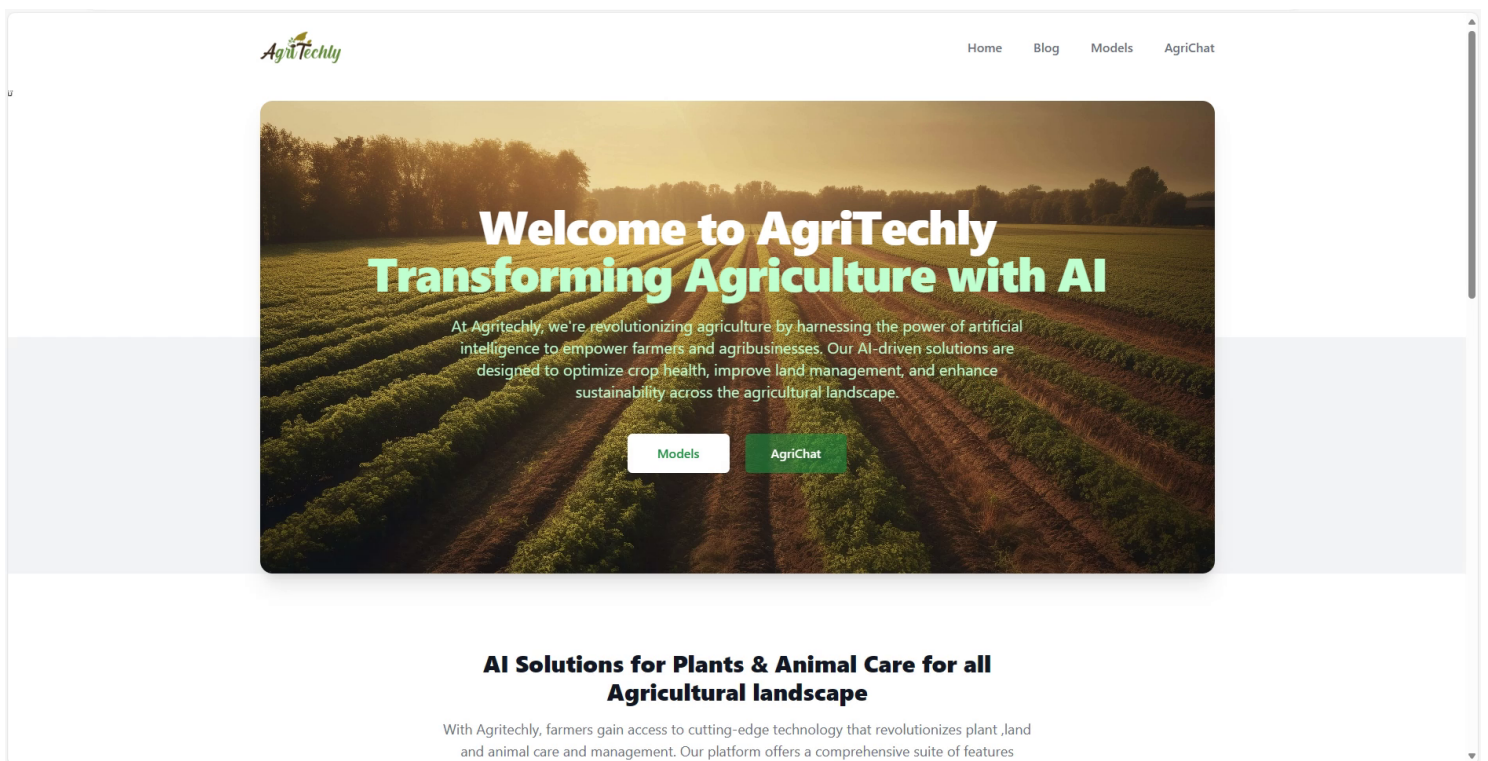 AgriTechly
Home Blog Models AgriChat
u
Welcome to AgriTechly
Transforming Agriculture with AI
At Agritechly, we're revolutionizing agriculture by harnessing the power of artificial
intelligence to empower farmers and agribusinesses. Our AI-driven solutions are
designed to optimize crop health, improve land management, and enhance
sustainability across the agricultural landscape.
Models AgriChat
AI Solutions for Plants & Animal Care for all
Agricultural landscape
With Agritechly, farmers gain access to cutting-edge technology that revolutionizes plant ,land
and animal care and management. Our platform offers a comprehensive suite of features